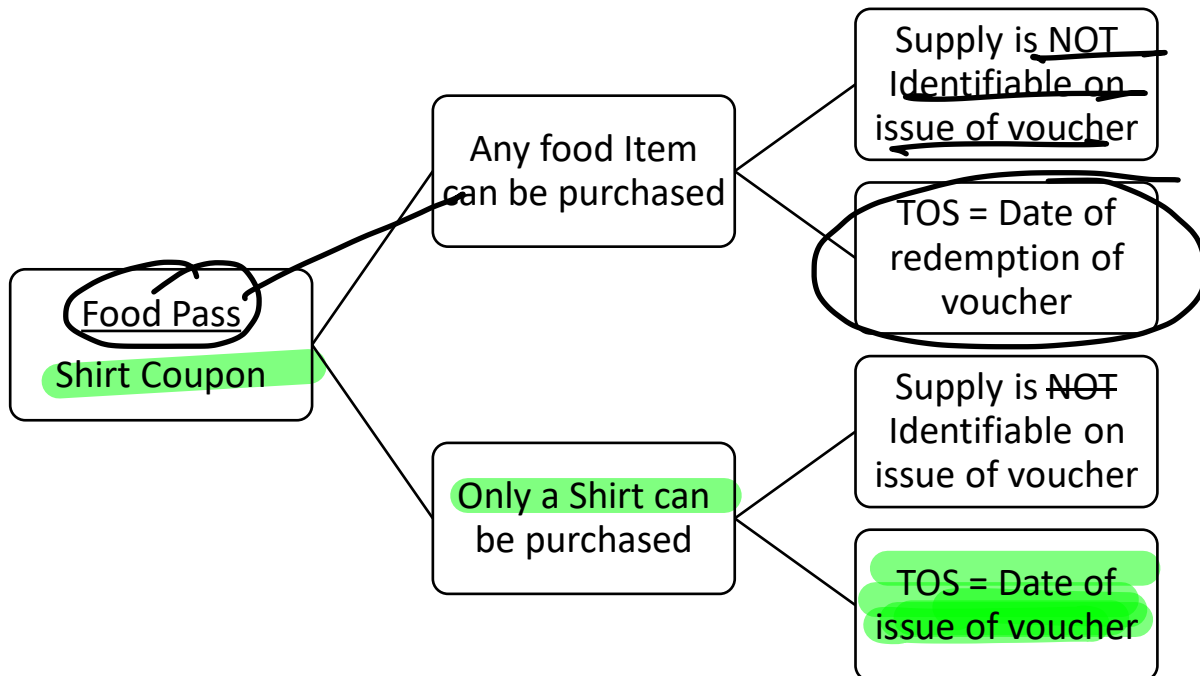 Food Pass
Shirt Coupon
Any food Item
can be purchased
Supply is NOT
Identifiable on
issue of voucher
TOS = Date of
redemption of
voucher
Only a Shirt can
be purchased
Supply is NOT
Identifiable on
issue of voucher
TOS = Date of
issue of voucher